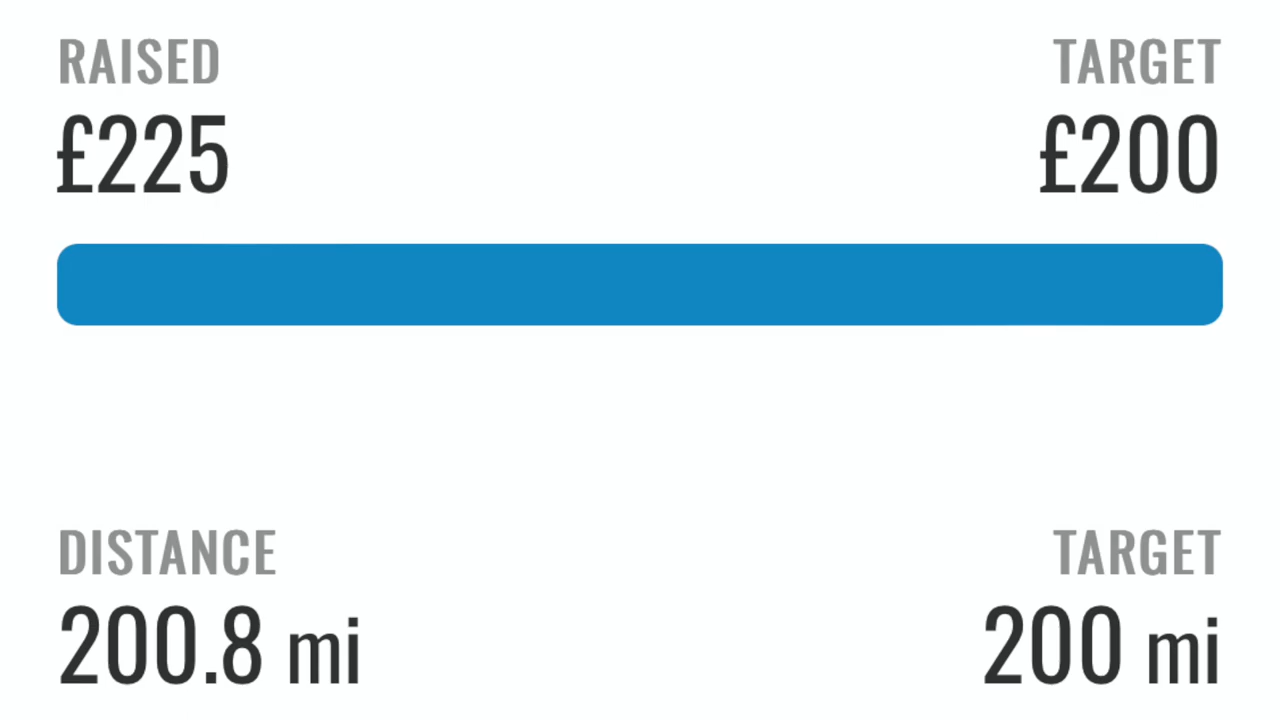 RAISED TARGET
£225 £200
DISTANCE TARGET
200.8 mi 200 mi